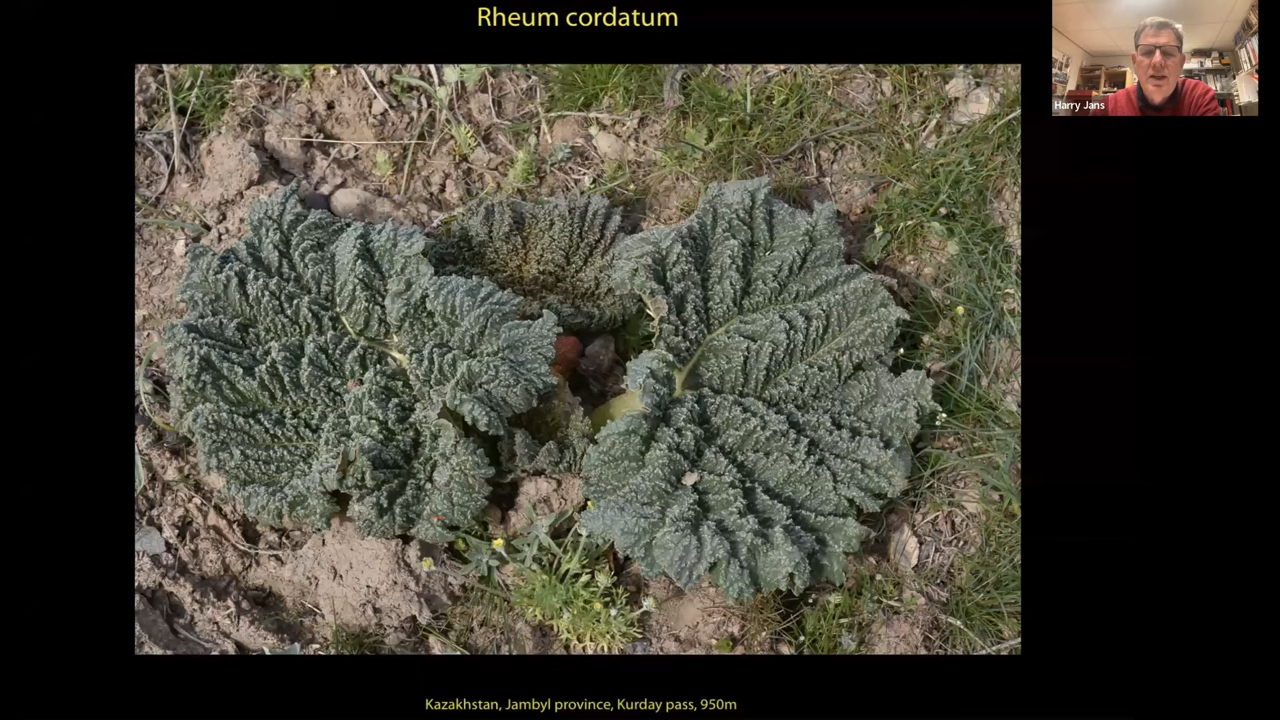 Rheum cordatum
Harry Jans
Kazakhstan, Jambyl province, Kurday pass, 950m